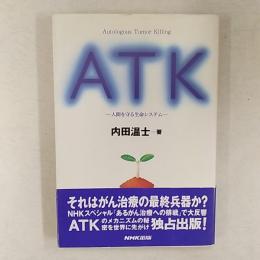 Autologous Tumor Killing
ATK
―人間を守る生命システム―
内田温士―著
それはがん治療の最終兵器か?
NHKスペシャル「あるがん治療への挑戦」で大反響
ATKのメカニズムの秘密を世界に先がけ独占出版!
NHK出版